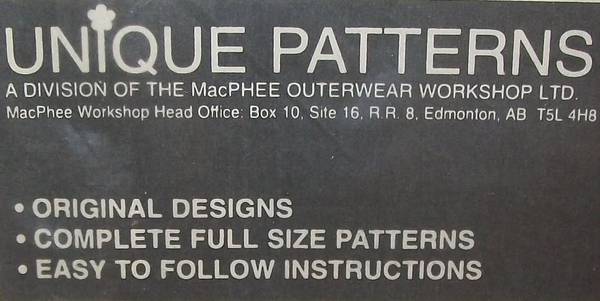 UNIQUE PATTERNS
A DIVISION OF THE MacPHEE OUTERWEAR WORKSHOP LTD.
MacPhee Workshop Head Office: Box 10, Site 16, R.R. 8, Edmonton, AB T5L 4H8
• ORIGINAL DESIGNS
• COMPLETE FULL SIZE PATTERNS
• EASY TO FOLLOW INSTRUCTIONS